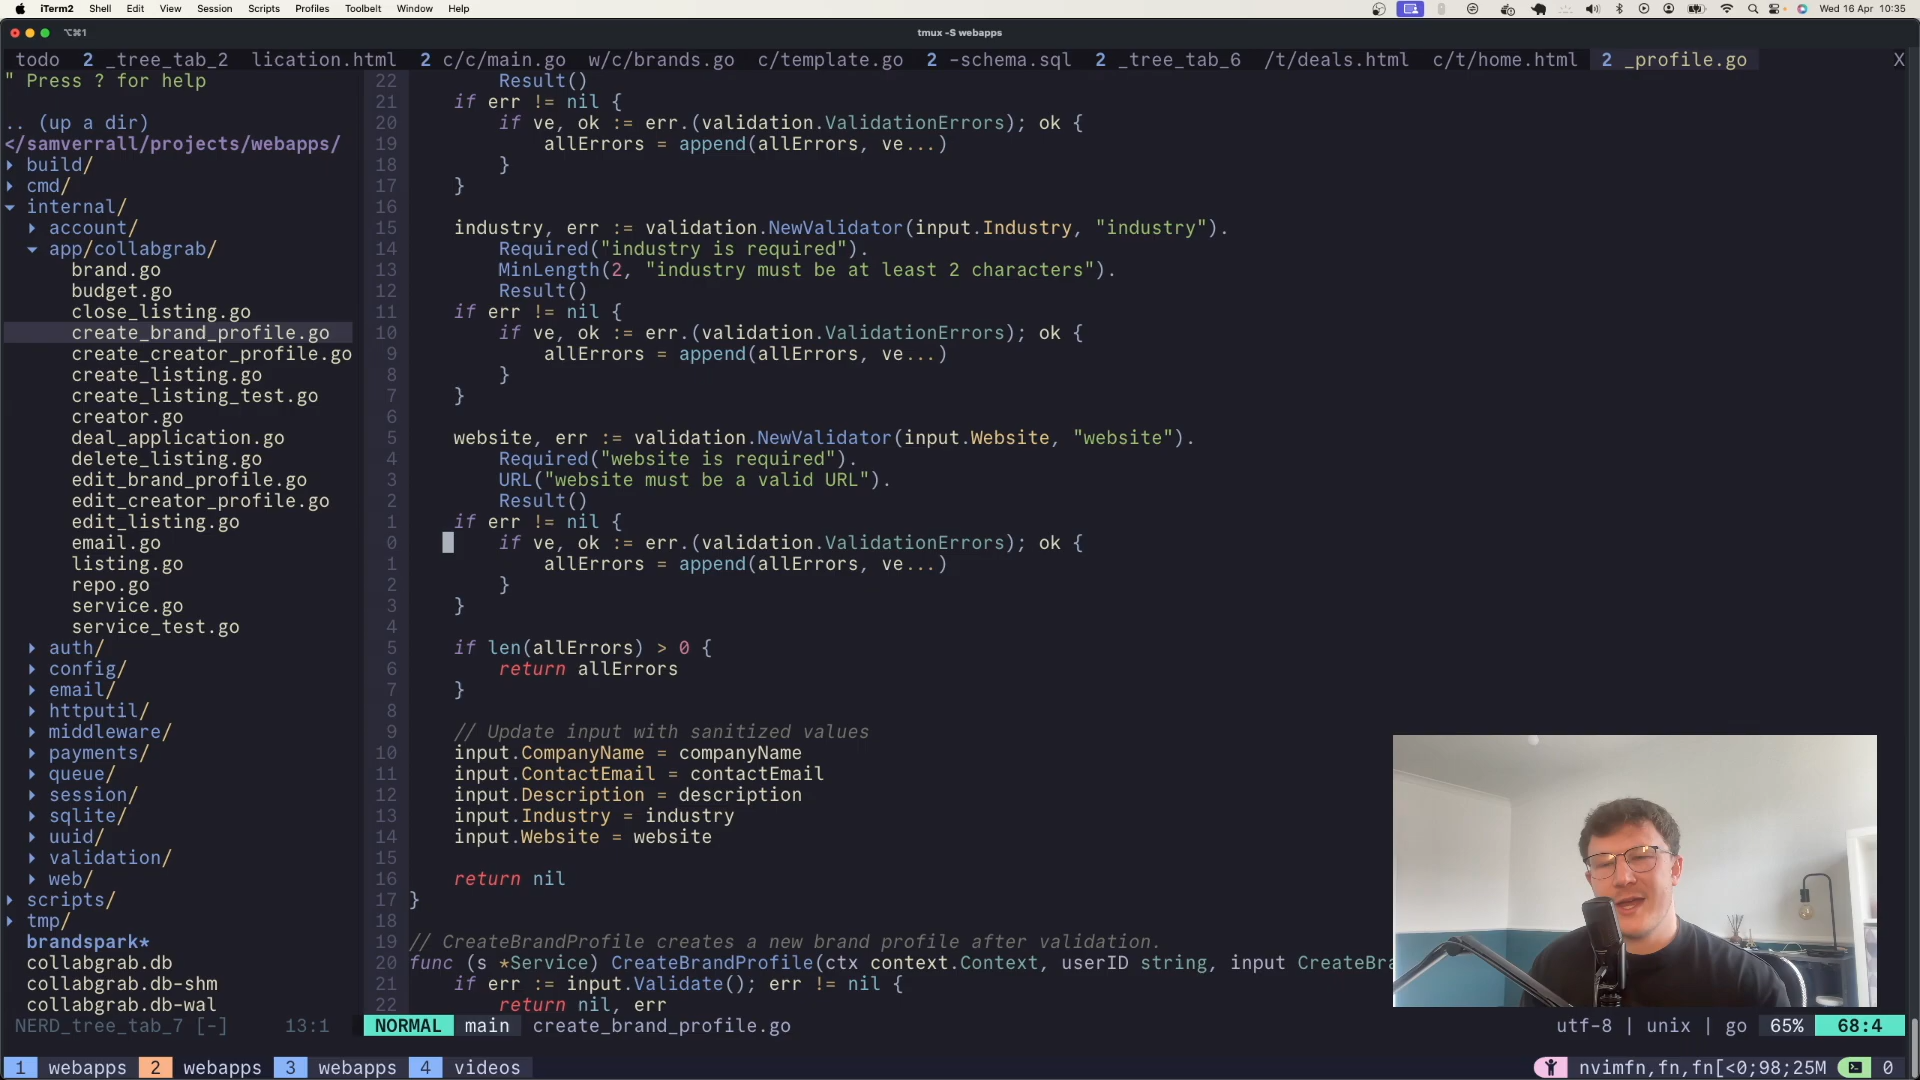 iTerm2 Shell Edit View Session Scripts Profiles Toolbelt Window Help Wed 16 Apr 10:35
⌥⌘1 tmux -S webapps
todo 2 _tree_tab_2 lication.html 2 c/c/main.go w/c/brands.go c/template.go 2 -schema.sql 2 _tree_tab_6 /t/deals.html c/t/home.html 2 _profile.go X
" Press ? for help
.. (up a dir)
</samverrall/projects/webapps/
build/
cmd/
internal/
account/
app/collabgrab/
brand.go
budget.go
close_listing.go
create_brand_profile.go
create_creator_profile.go
create_listing.go
create_listing_test.go
creator.go
deal_application.go
delete_listing.go
edit_brand_profile.go
edit_creator_profile.go
edit_listing.go
email.go
listing.go
repo.go
service.go
service_test.go
auth/
config/
email/
httputil/
middleware/
payments/
queue/
session/
sqlite/
uuid/
validation/
web/
scripts/
tmp/
brandspark*
collabgrab.db
collabgrab.db-shm
collabgrab.db-wal
22 Result()
21 if err != nil {
20 if ve, ok := err.(validation.ValidationErrors); ok {
19 allErrors = append(allErrors, ve...)
18 }
17 }
16
15 industry, err := validation.NewValidator(input.Industry, "industry").
14 Required("industry is required").
13 MinLength(2, "industry must be at least 2 characters").
12 Result()
11 if err != nil {
10 if ve, ok := err.(validation.ValidationErrors); ok {
9 allErrors = append(allErrors, ve...)
8 }
7 }
6
5 website, err := validation.NewValidator(input.Website, "website").
4 Required("website is required").
3 URL("website must be a valid URL").
2 Result()
1 if err != nil {
0 if ve, ok := err.(validation.ValidationErrors); ok {
1 allErrors = append(allErrors, ve...)
2 }
3 }
4
5 if len(allErrors) > 0 {
6 return allErrors
7 }
8
9 // Update input with sanitized values
10 input.CompanyName = companyName
11 input.ContactEmail = contactEmail
12 input.Description = description
13 input.Industry = industry
14 input.Website = website
15
16 return nil
17 }
18
19 // CreateBrandProfile creates a new brand profile after validation.
20 func (s *Service) CreateBrandProfile(ctx context.Context, userID string, input CreateBra
21 if err := input.Validate(); err != nil {
22 return nil, err
NERD_tree_tab_7 [-] 13:1 NORMAL main create_brand_profile.go utf-8 | unix | go 65% 68:4
1 webapps 2 webapps 3 webapps 4 videos nvimfn,fn,fn[<0;98;25M 0